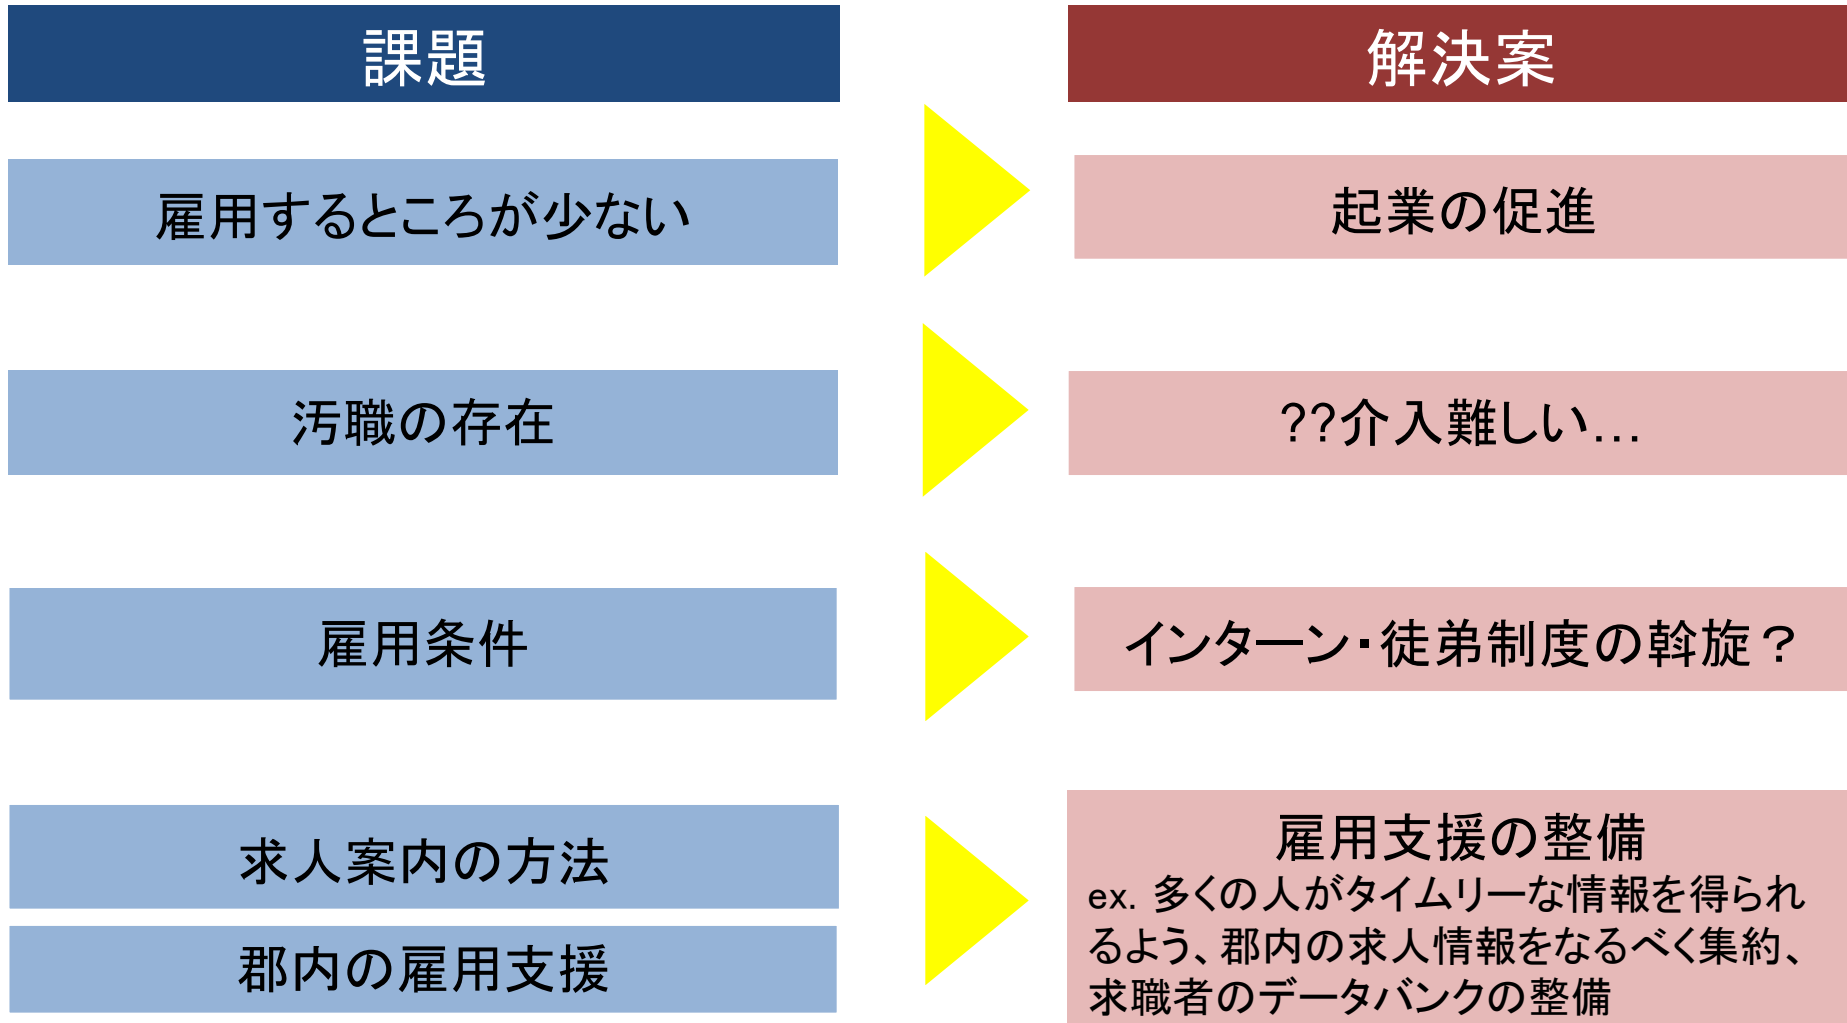 課題
解決案
雇用するところが少ない
起業の促進
汚職の存在
??介入難しい…
雇用条件
インターン・徒弟制度の斡旋？
求人案内の方法
郡内の雇用支援
雇用支援の整備
ex. 多くの人がタイムリーな情報を得られ
るよう、郡内の求人情報をなるべく集約、
求職者のデータバンクの整備